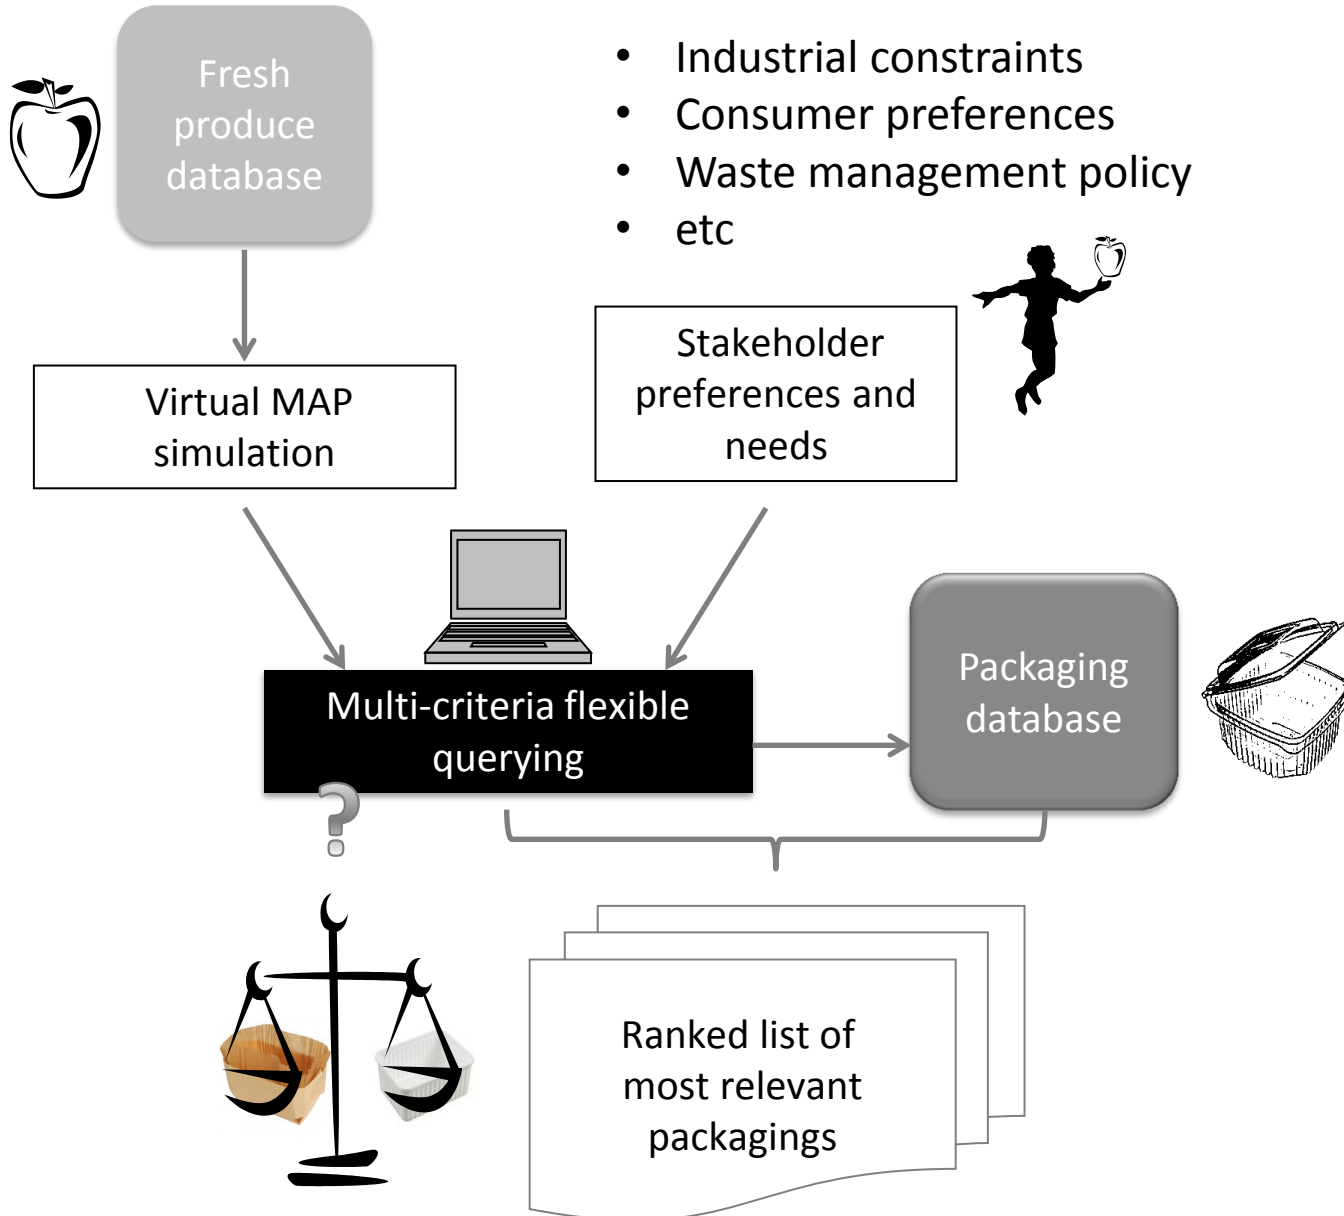 Fresh
produce
database
• Industrial constraints
• Consumer preferences
• Waste management policy
• etc
Virtual MAP
simulation
Stakeholder
preferences and
needs
Multi-criteria flexible
querying
Packaging
database
?
Ranked list of
most relevant
packagings